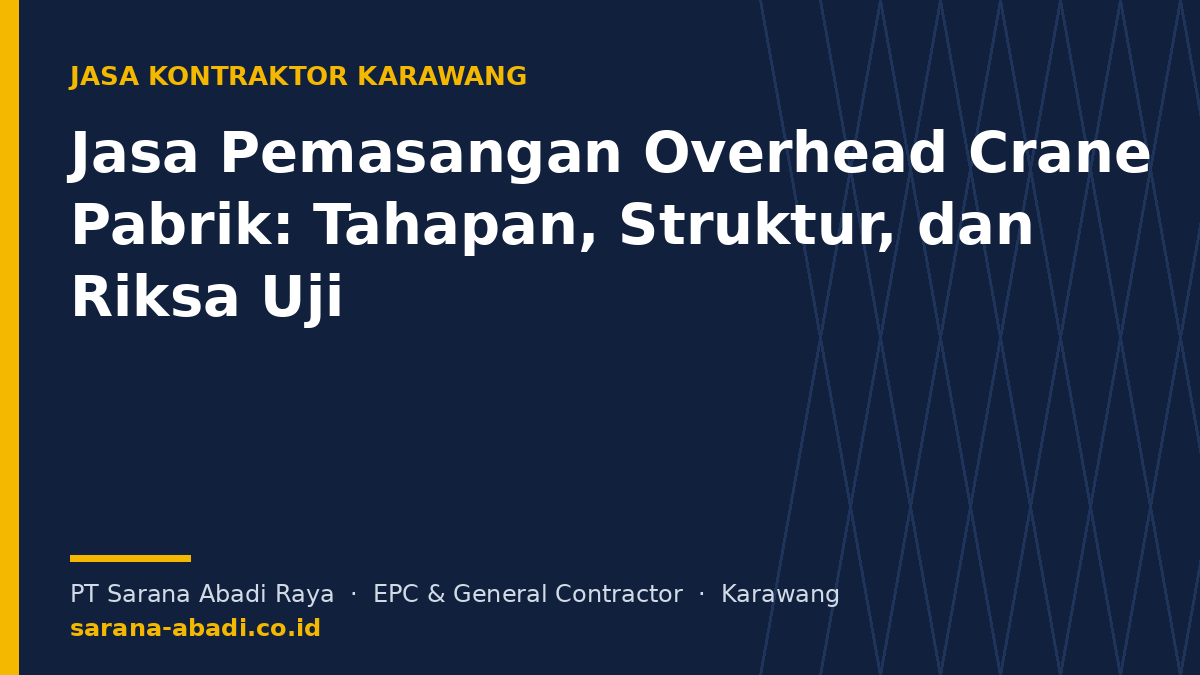 JASA KONTRAKTOR KARAWANG
Jasa Pemasangan Overhead Crane
Pabrik: Tahapan, Struktur, dan
Riksa Uji
PT Sarana Abadi Raya · EPC & General Contractor · Karawang
sarana-abadi.co.id